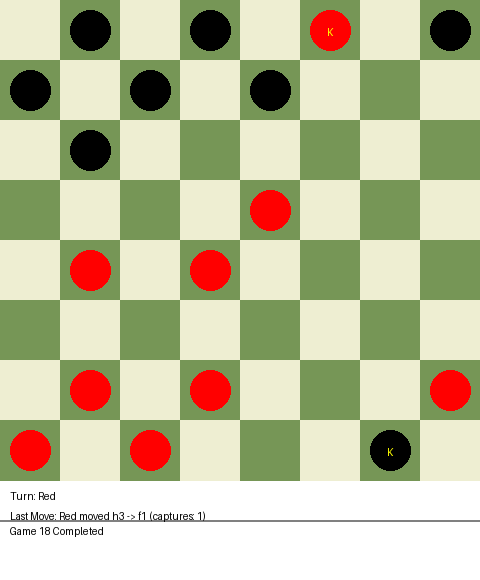 K
K
Turn: Red
Last Move: Red moved h3 -> f1 (captures: 1)
Game 18 Completed